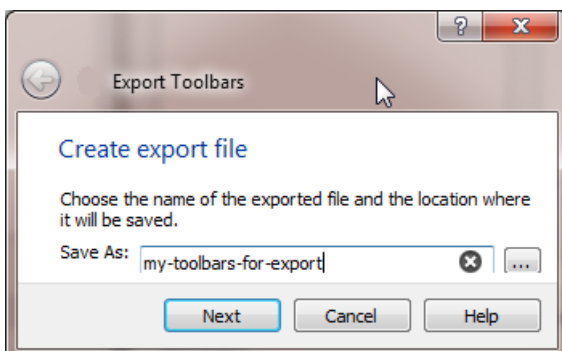 ?
Export Toolbars
Create export file
Choose the name of the exported file and the location where
it will be saved.
Save As: my-toolbars-for-export ...
Next Cancel Help